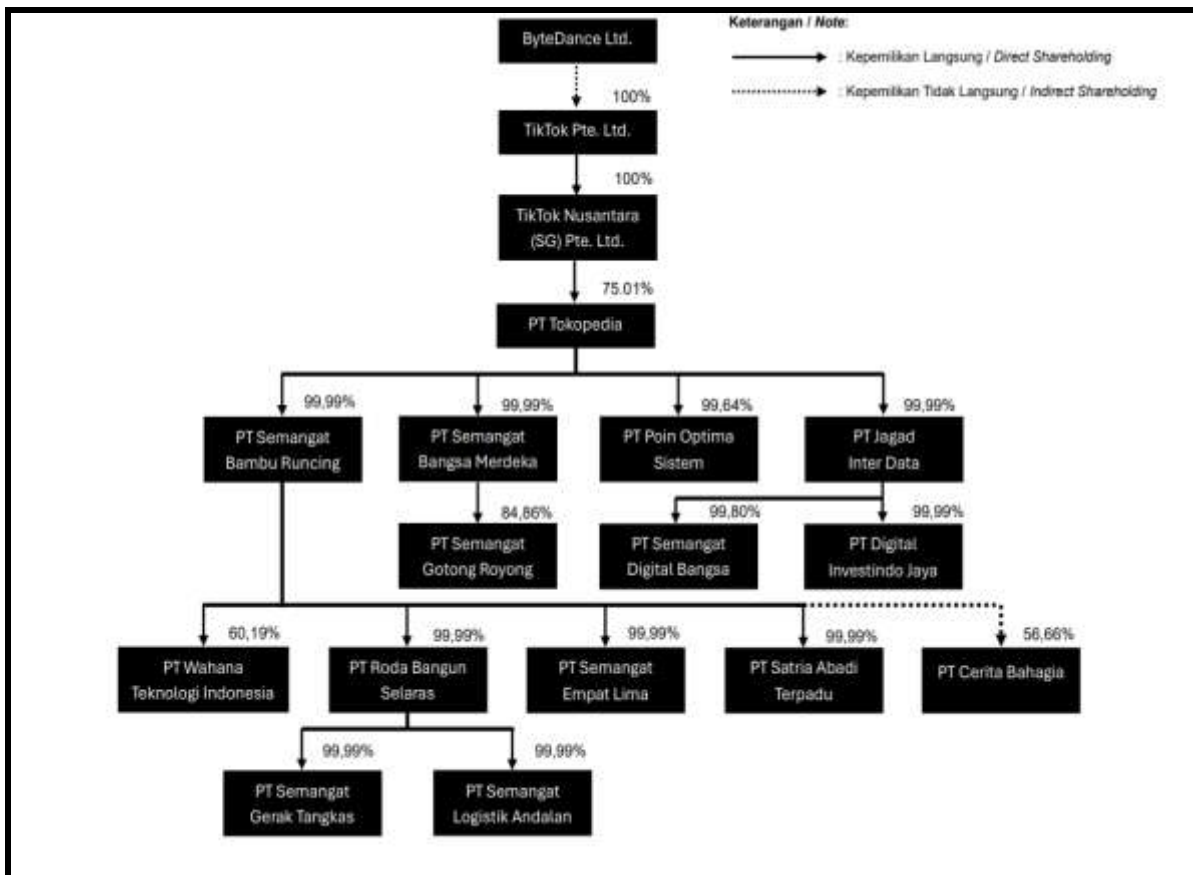 Keterangan / Note:
: Kepemilikan Langsung / Direct Shareholding
: Kepemilikan Tidak Langsung / Indirect Shareholding
ByteDance Ltd.
100%
TikTok Pte. Ltd.
100%
TikTok Nusantara
(SG) Pte. Ltd.
75.01%
PT Tokopedia
99,99%
99,99%
99,64%
99,99%
PT Semangat
Bambu Runcing
PT Semangat
Bangsa Merdeka
PT Poin Optima
Sistem
PT Jagad
Inter Data
84,86%
99,80%
99,99%
PT Semangat
Gotong Royong
PT Semangat
Digital Bangsa
PT Digital
Investindo Jaya
60,19%
99,99%
99,99%
99,99%
56,66%
PT Wahana
Teknologi Indonesia
PT Roda Bangun
Selaras
PT Semangat
Empat Lima
PT Satria Abadi
Terpadu
PT Cerita Bahagia
99,99%
99,99%
PT Semangat
Gerak Tangkas
PT Semangat
Logistik Andalan